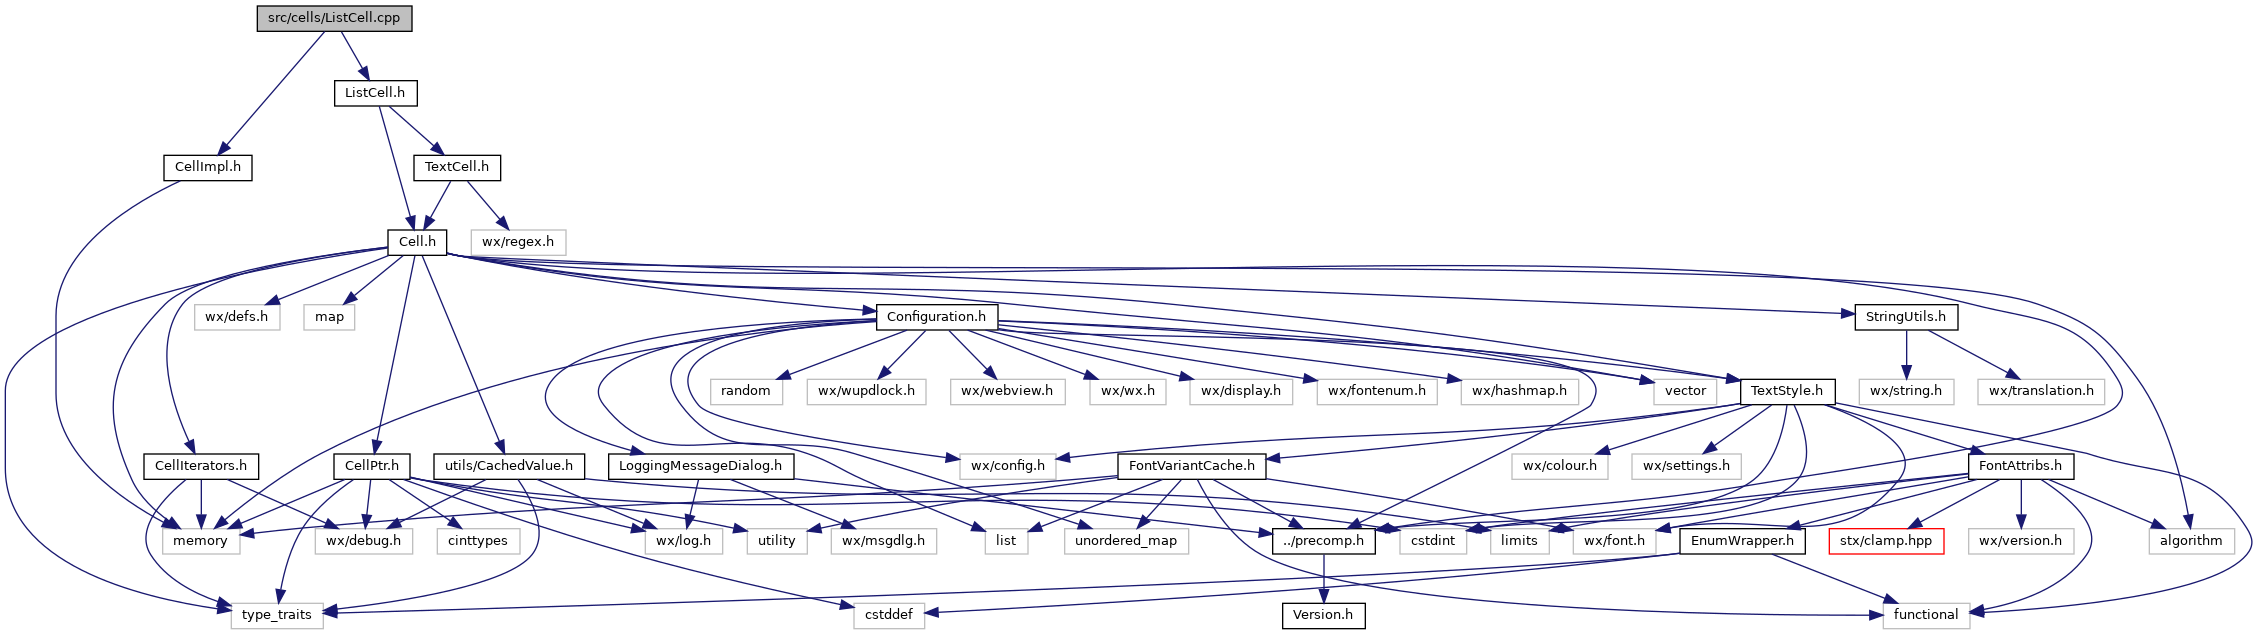 src/cells/ListCell.cpp
ListCell.h
CellImpl.h
TextCell.h
Cell.h
wx/regex.h
wx/defs.h
map
Configuration.h
StringUtils.h
random
wx/wupdlock.h
wx/webview.h
wx/wx.h
wx/display.h
wx/fontenum.h
wx/hashmap.h
vector
TextStyle.h
wx/string.h
wx/translation.h
CellIterators.h
CellPtr.h
utils/CachedValue.h
LoggingMessageDialog.h
wx/config.h
FontVariantCache.h
wx/colour.h
wx/settings.h
FontAttribs.h
memory
wx/debug.h
cinttypes
wx/log.h
utility
wx/msgdlg.h
list
unordered_map
../precomp.h
cstdint
limits
wx/font.h
EnumWrapper.h
stx/clamp.hpp
wx/version.h
algorithm
type_traits
cstddef
Version.h
functional